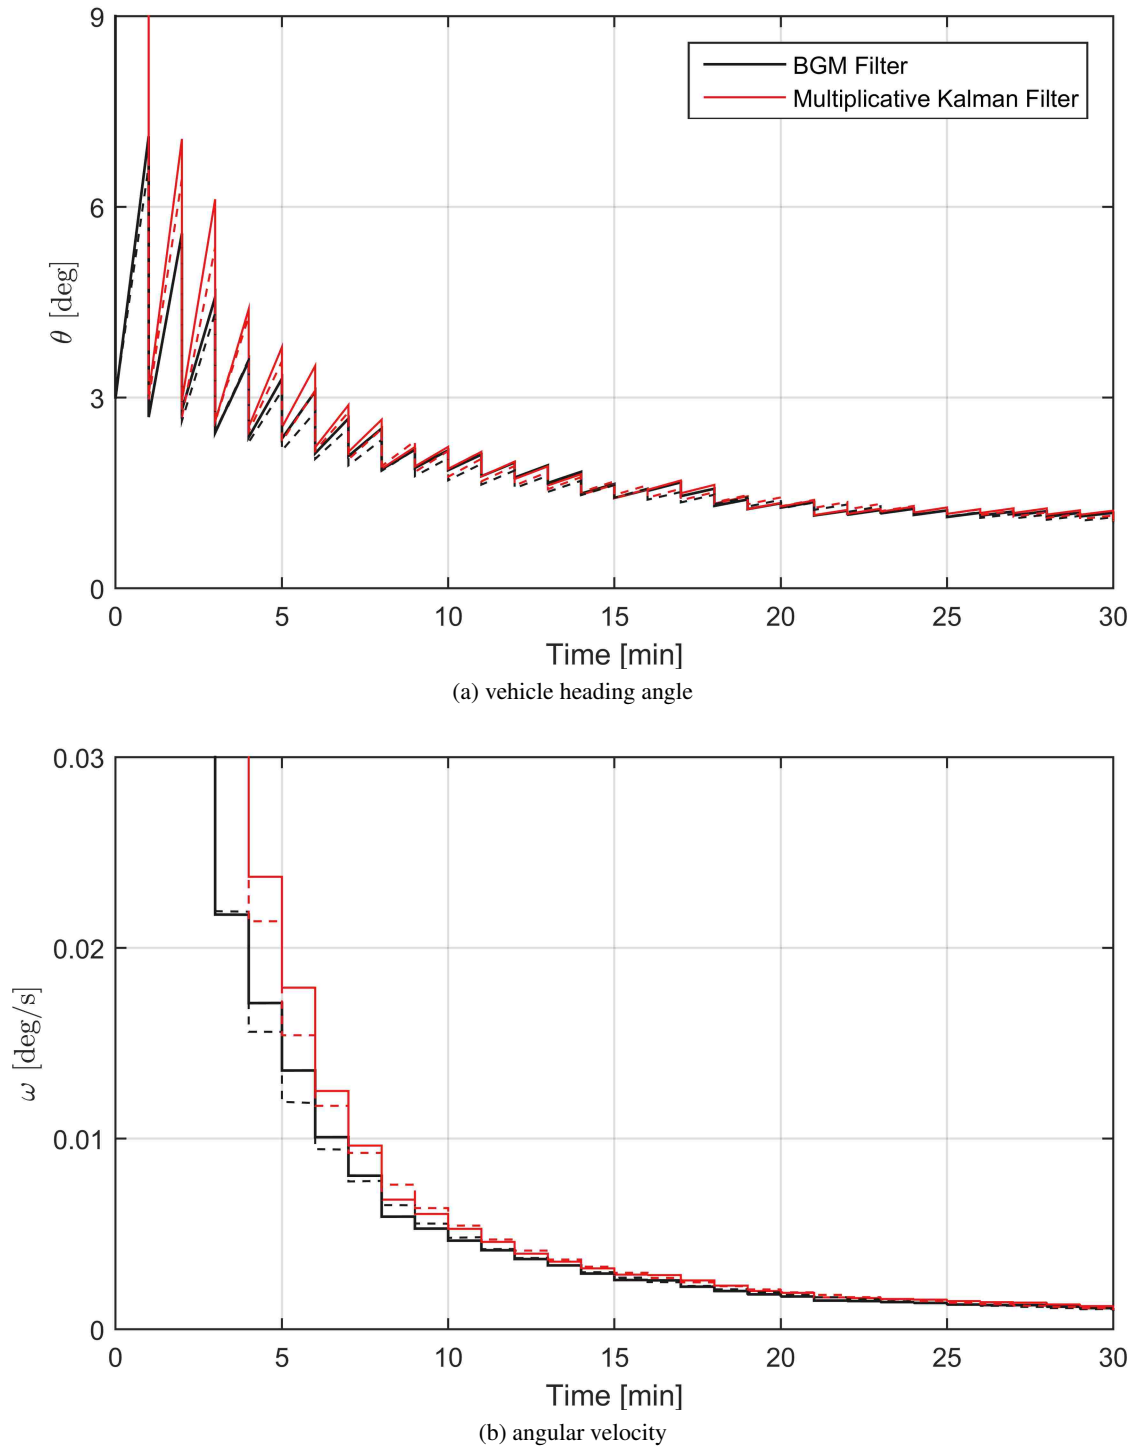 9
6
3
0
θ [deg]
BGM Filter
Multiplicative Kalman Filter
0 5 10 15 20 25 30
Time [min]
(a) vehicle heading angle
0.03
0.02
0.01
0
ω [deg/s]
0 5 10 15 20 25 30
Time [min]
(b) angular velocity